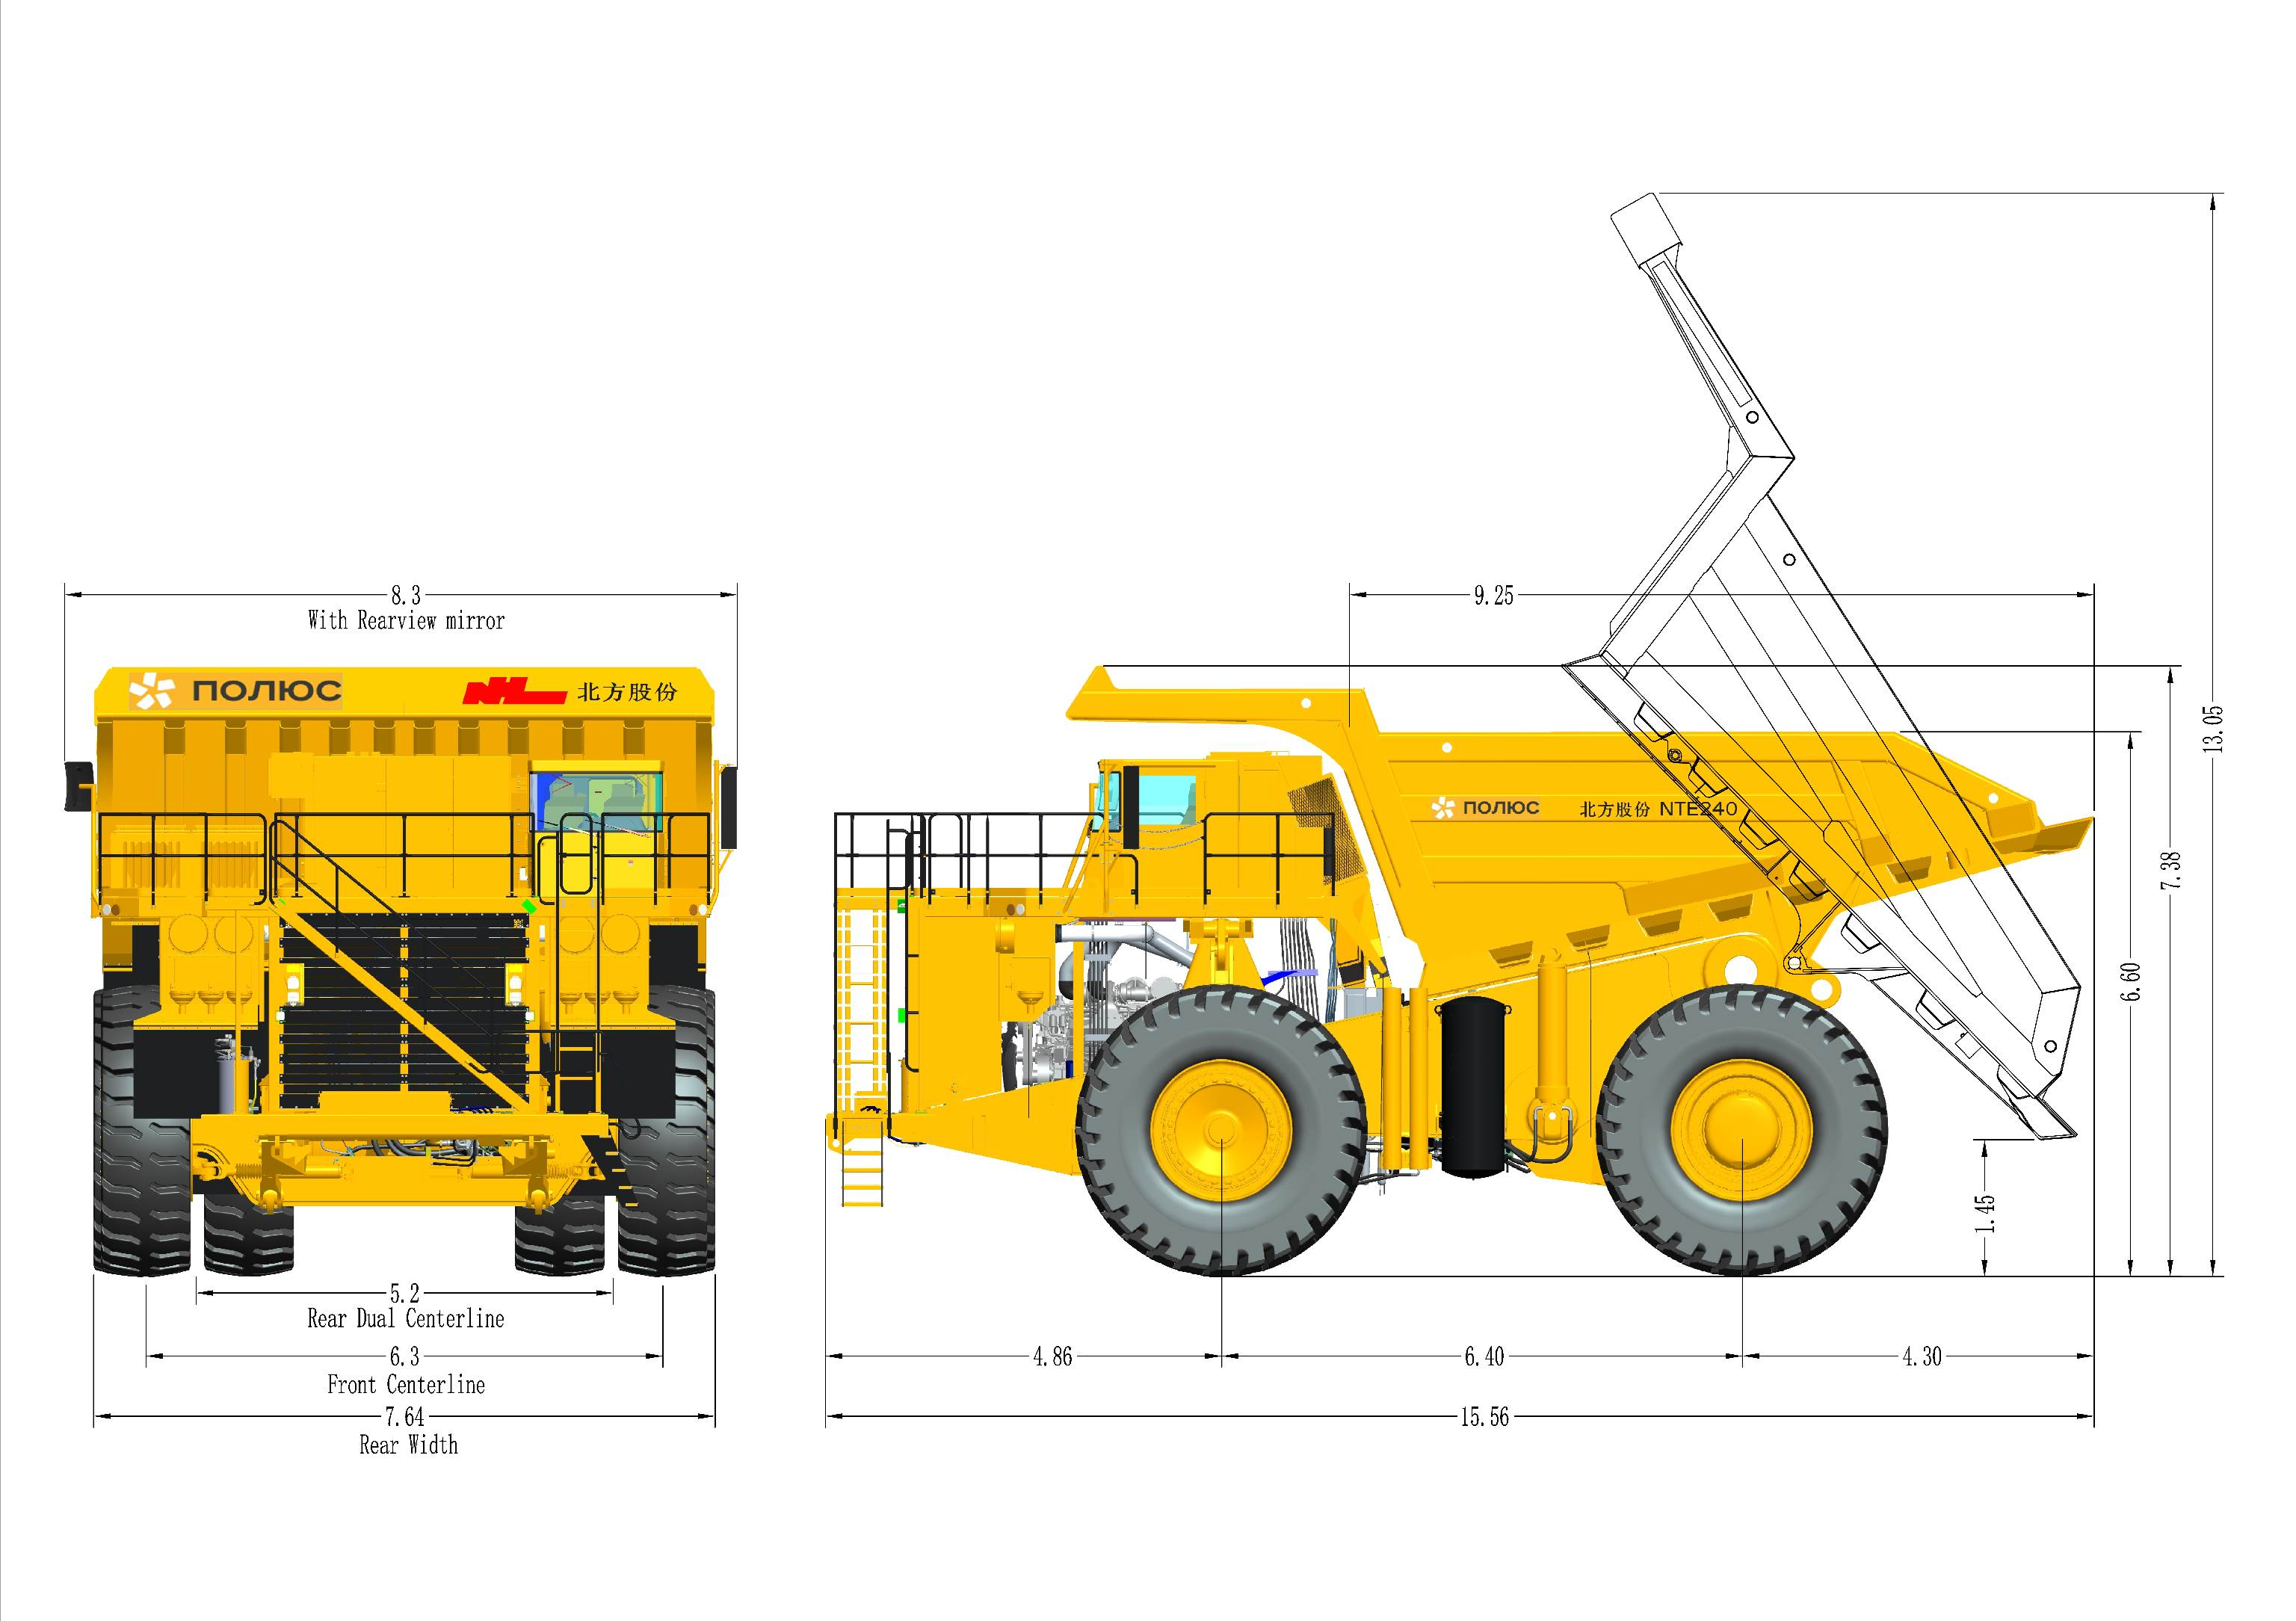 8.3
With Rearview mirror
ПОЛЮС
NHL 北方股份
5.2
Rear Dual Centerline
6.3
Front Centerline
7.64
Rear Width
9.25
13.05
7.38
6.60
1.45
ПОЛЮС 北方股份 NTE240
4.86
6.40
4.30
15.56